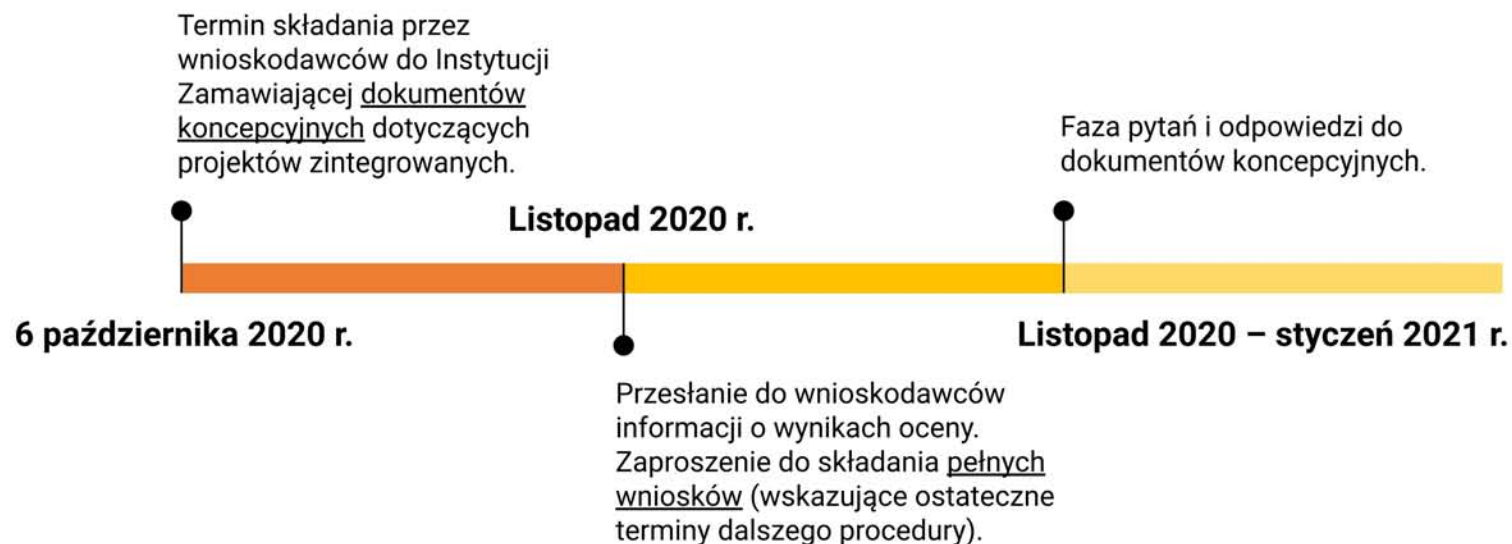 Termin składania przez
wnioskodawców do Instytucji
Zamawiającej dokumentów
koncepcyjnych dotyczących
projektów zintegrowanych.
6 października 2020 r.
Listopad 2020 r.
Przesłanie do wnioskodawców
informacji o wynikach oceny.
Zaproszenie do składania pełnych
wniosków (wskazujące ostateczne
terminy dalszego procedury).
Faza pytań i odpowiedzi do
dokumentów koncepcyjnych.
Listopad 2020 – styczeń 2021 r.